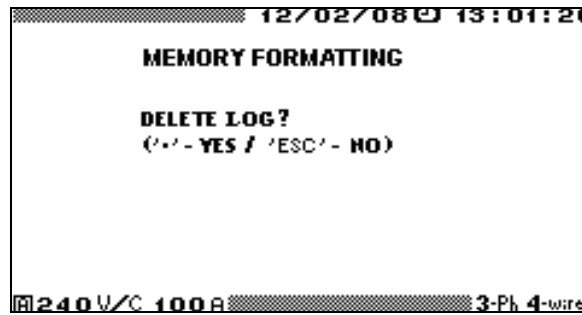 12/02/08 13:01:20
MEMORY FORMATTING
DELETE LOG?
('•'- YES / 'ESC'- NO)
A 240 V/C 100 A 3-Ph 4-wire